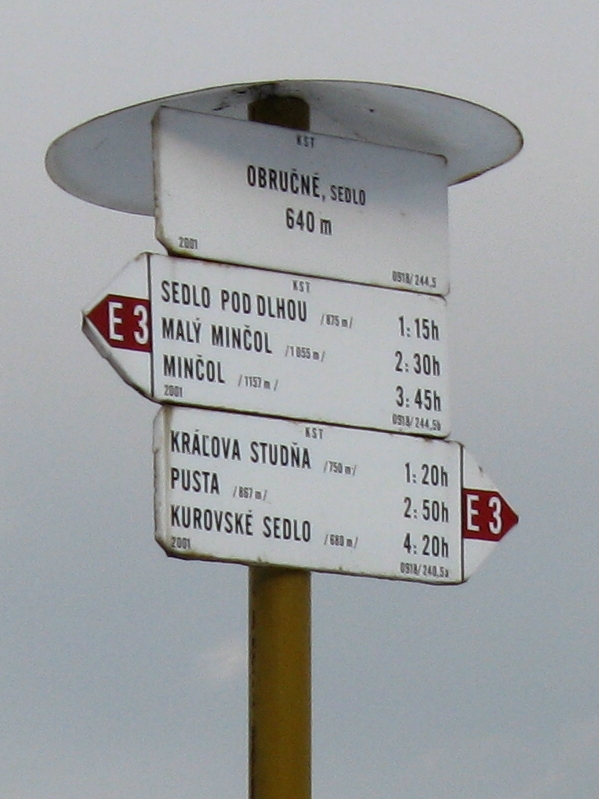 KST
OBRUČNÉ, SEDLO
640 m
2001 0918/244,5
KST
E 3
SEDLO POD DLHOU /875 m/ 1:15h
MALÝ MINČOL /1 055 m/ 2:30h
MINČOL /1157 m/ 3:45h
2001 0918/244,5b
KST
KRÁĽOVA STUDŇA /750 m/ 1:20h
PUSTA /867 m/ 2:50h
E 3
KUROVSKÉ SEDLO /680 m/ 4:20h
2001 0918/240,5a